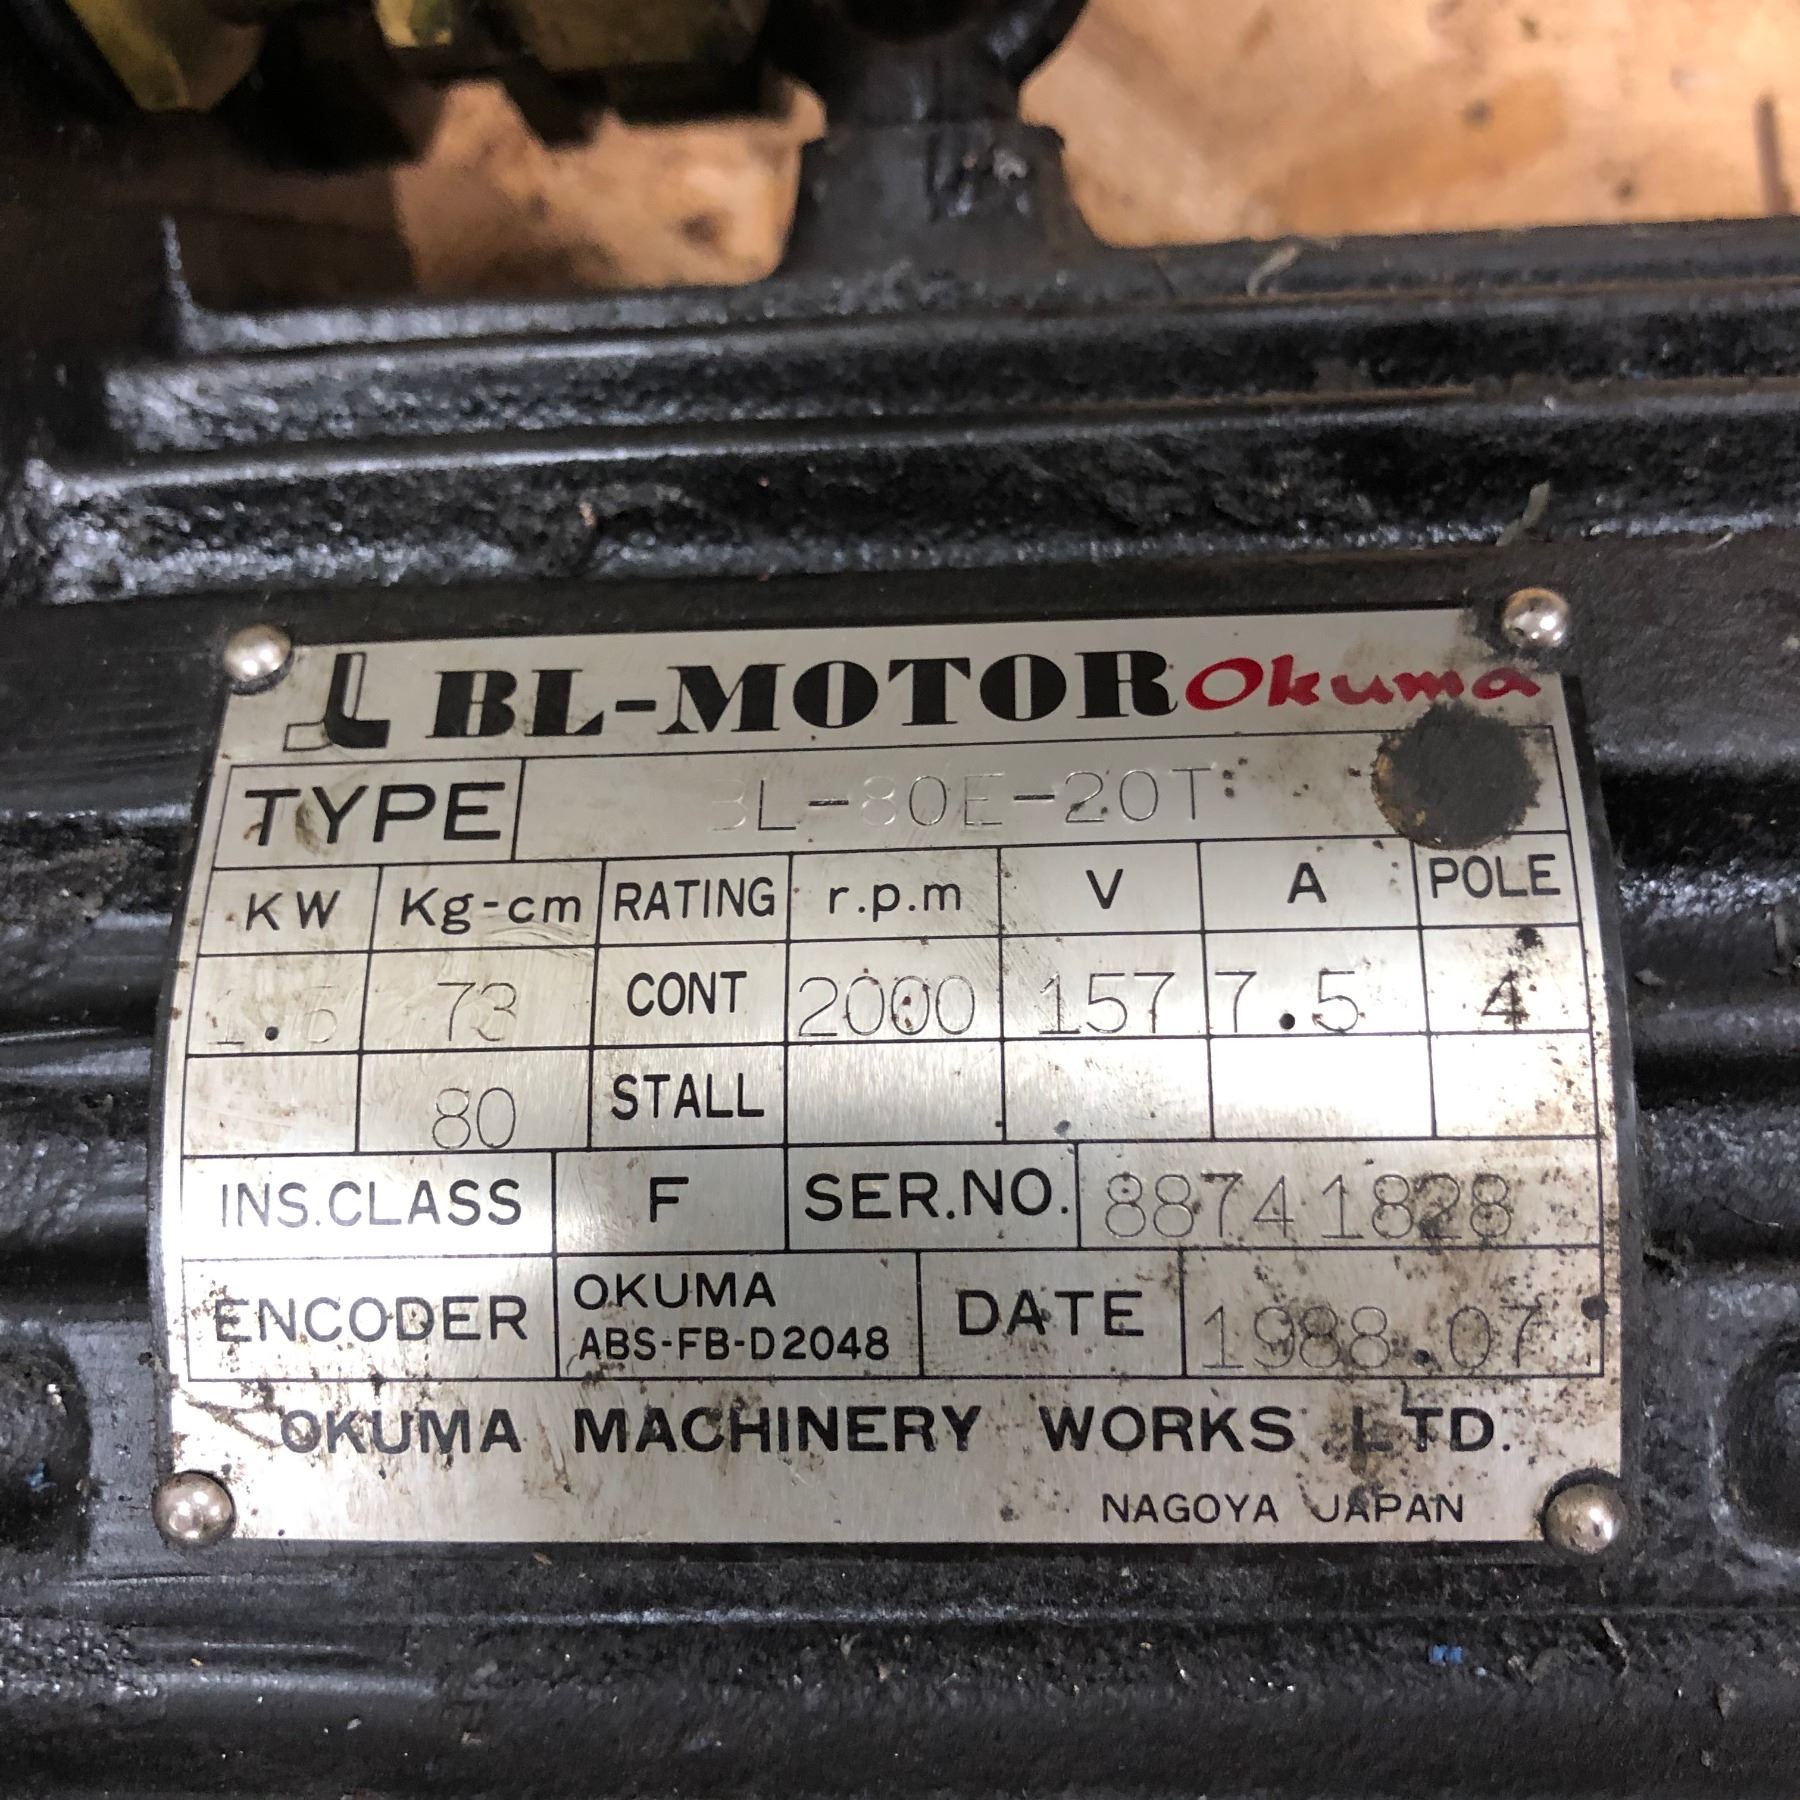 BL-MOTOR Okuma
TYPE BL-80E-20T
KW Kg-cm RATING r.p.m V A POLE
1.5 73 CONT 2000 157 7.5 4
80 STALL
INS.CLASS F SER.NO. 88741828
ENCODER OKUMA
ABS-FB-D2048 DATE 1988.07
OKUMA MACHINERY WORKS LTD.
NAGOYA JAPAN